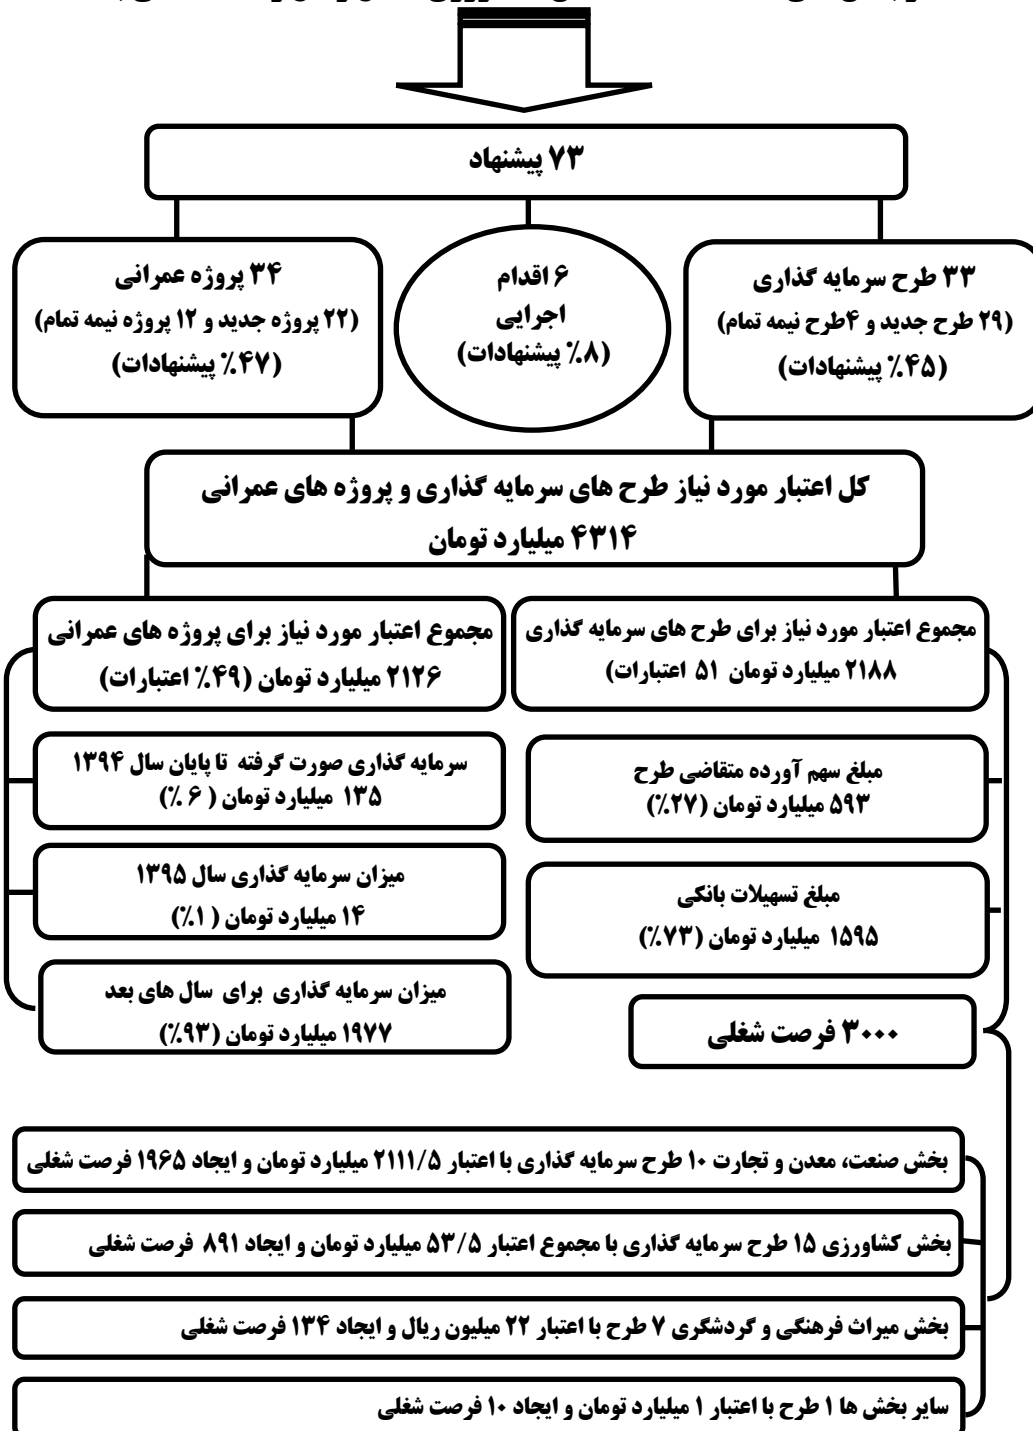 ۷۳ پیشنهاد
۳۳ طرح سرمایه گذاری
(۲۹ طرح جدید و ۴طرح نیمه تمام)
(۴۵٪ پیشنهادات)
۶ اقدام
اجرایی
(۸٪ پیشنهادات)
۳۴ پروژه عمرانی
(۲۲ پروژه جدید و ۱۲ پروژه نیمه تمام)
(۴۷٪ پیشنهادات)
کل اعتبار مورد نیاز طرح های سرمایه گذاری و پروژه های عمرانی
۴۳۱۴ میلیارد تومان
مجموع اعتبار مورد نیاز برای طرح های سرمایه گذاری
۲۱۸۸ میلیارد تومان ۵۱ اعتبارات)
مبلغ سهم آورده متقاضی طرح
۵۹۳ میلیارد تومان (۲۷٪)
مبلغ تسهیلات بانکی
۱۵۹۵ میلیارد تومان (۷۳٪)
۳۰۰۰ فرصت شغلی
مجموع اعتبار مورد نیاز برای پروژه های عمرانی
۲۱۲۶ میلیارد تومان (۴۹٪ اعتبارات)
سرمایه گذاری صورت گرفته تا پایان سال ۱۳۹۴
۱۳۵ میلیارد تومان ( ۶ ٪)
میزان سرمایه گذاری سال ۱۳۹۵
۱۴ میلیارد تومان ( ۱٪)
میزان سرمایه گذاری برای سال های بعد
۱۹۷۷ میلیارد تومان (۹۳٪)
بخش صنعت، معدن و تجارت ۱۰ طرح سرمایه گذاری با اعتبار ۲۱۱۱/۵ میلیارد تومان و ایجاد ۱۹۶۵ فرصت شغلی
بخش کشاورزی ۱۵ طرح سرمایه گذاری با مجموع اعتبار ۵۳/۵ میلیارد تومان و ایجاد ۸۹۱ فرصت شغلی
بخش میراث فرهنگی و گردشگری ۷ طرح با اعتبار ۲۲ میلیون ریال و ایجاد ۱۳۴ فرصت شغلی
سایر بخش ها ۱ طرح با اعتبار ۱ میلیارد تومان و ایجاد ۱۰ فرصت شغلی